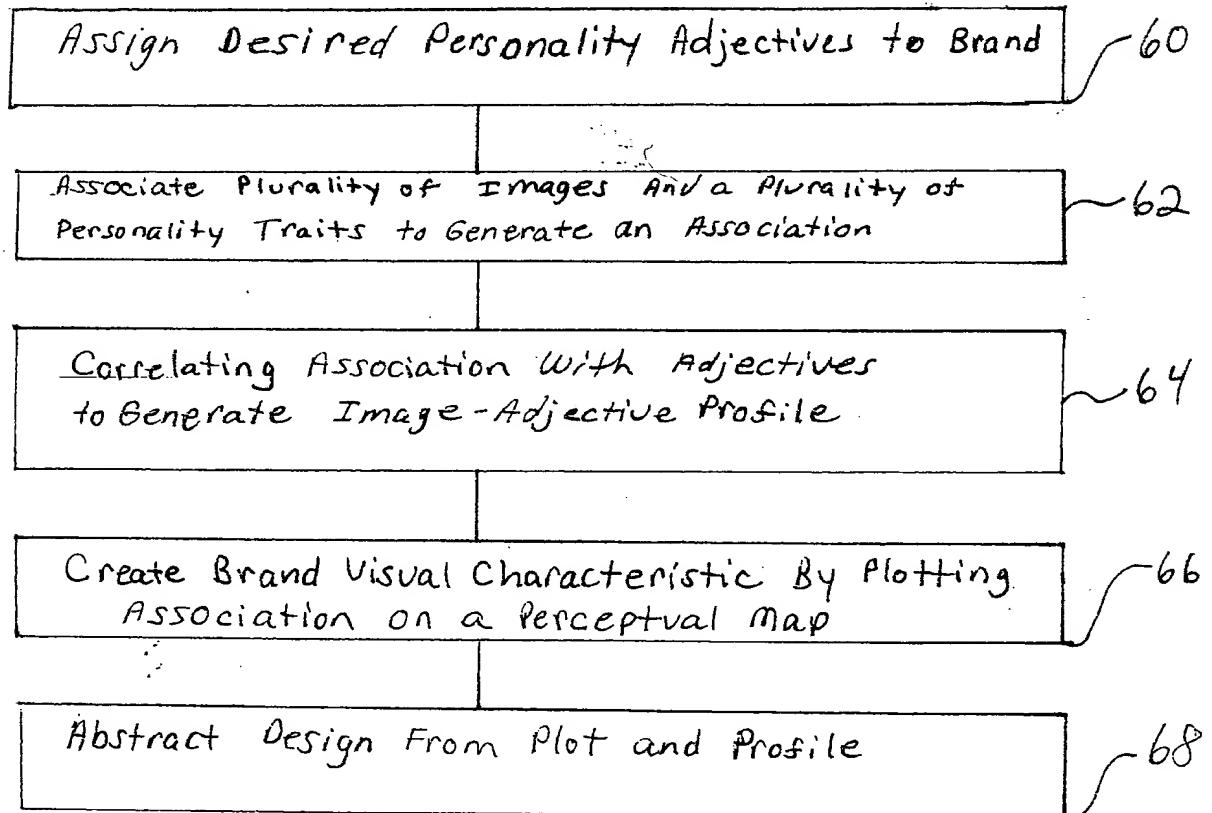 Assign Desired Personality Adjectives to Brand
60
Associate Plurality of Images And a Plurality of
Personality Traits to Generate an Association
62
Correlating Association With Adjectives
to Generate Image-Adjective Profile
64
Create Brand Visual Characteristic By Plotting
Association on a Perceptual Map
66
Abstract Design From Plot and Profile
68